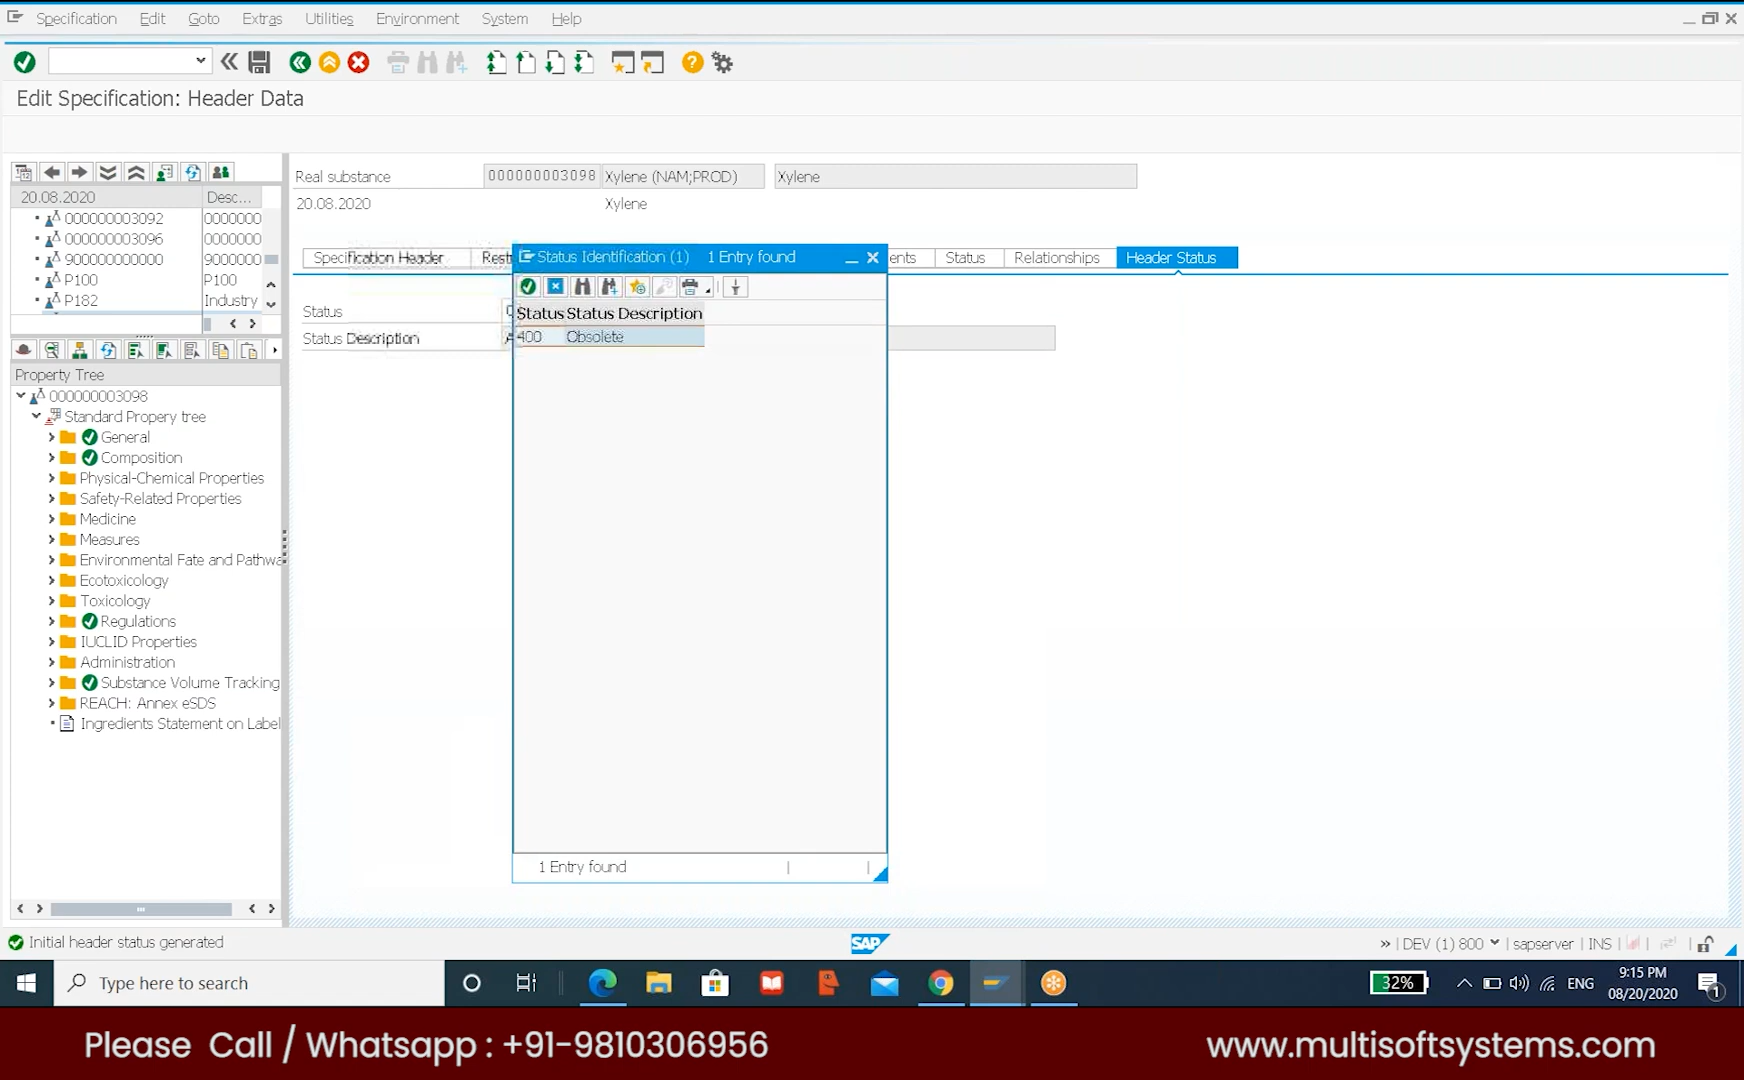 Specification Edit Goto Extras Utilities Environment System Help
Edit Specification: Header Data
20.08.2020 Desc...
000000003092 0000000
000000003096 0000000
900000000000 9000000
P100 P100
P182 Industry
Property Tree
000000003098
Standard Propery tree
General
Composition
Physical-Chemical Properties
Safety-Related Properties
Medicine
Measures
Environmental Fate and Pathwa
Ecotoxicology
Toxicology
Regulations
IUCLID Properties
Administration
Substance Volume Tracking
REACH: Annex eSDS
Ingredients Statement on Label
Real substance 000000003098 Xylene (NAM;PROD) Xylene
20.08.2020 Xylene
Specification Header Restr ents Status Relationships Header Status
Status
Status Description
Status Identification (1) 1 Entry found
Status Status Description
400 Obsolete
1 Entry found
Initial header status generated
SAP
» DEV (1) 800 sapserver INS
Type here to search
32% ENG
9:15 PM
08/20/2020
1
Please Call / Whatsapp : +91-9810306956
www.multisoftsystems.com